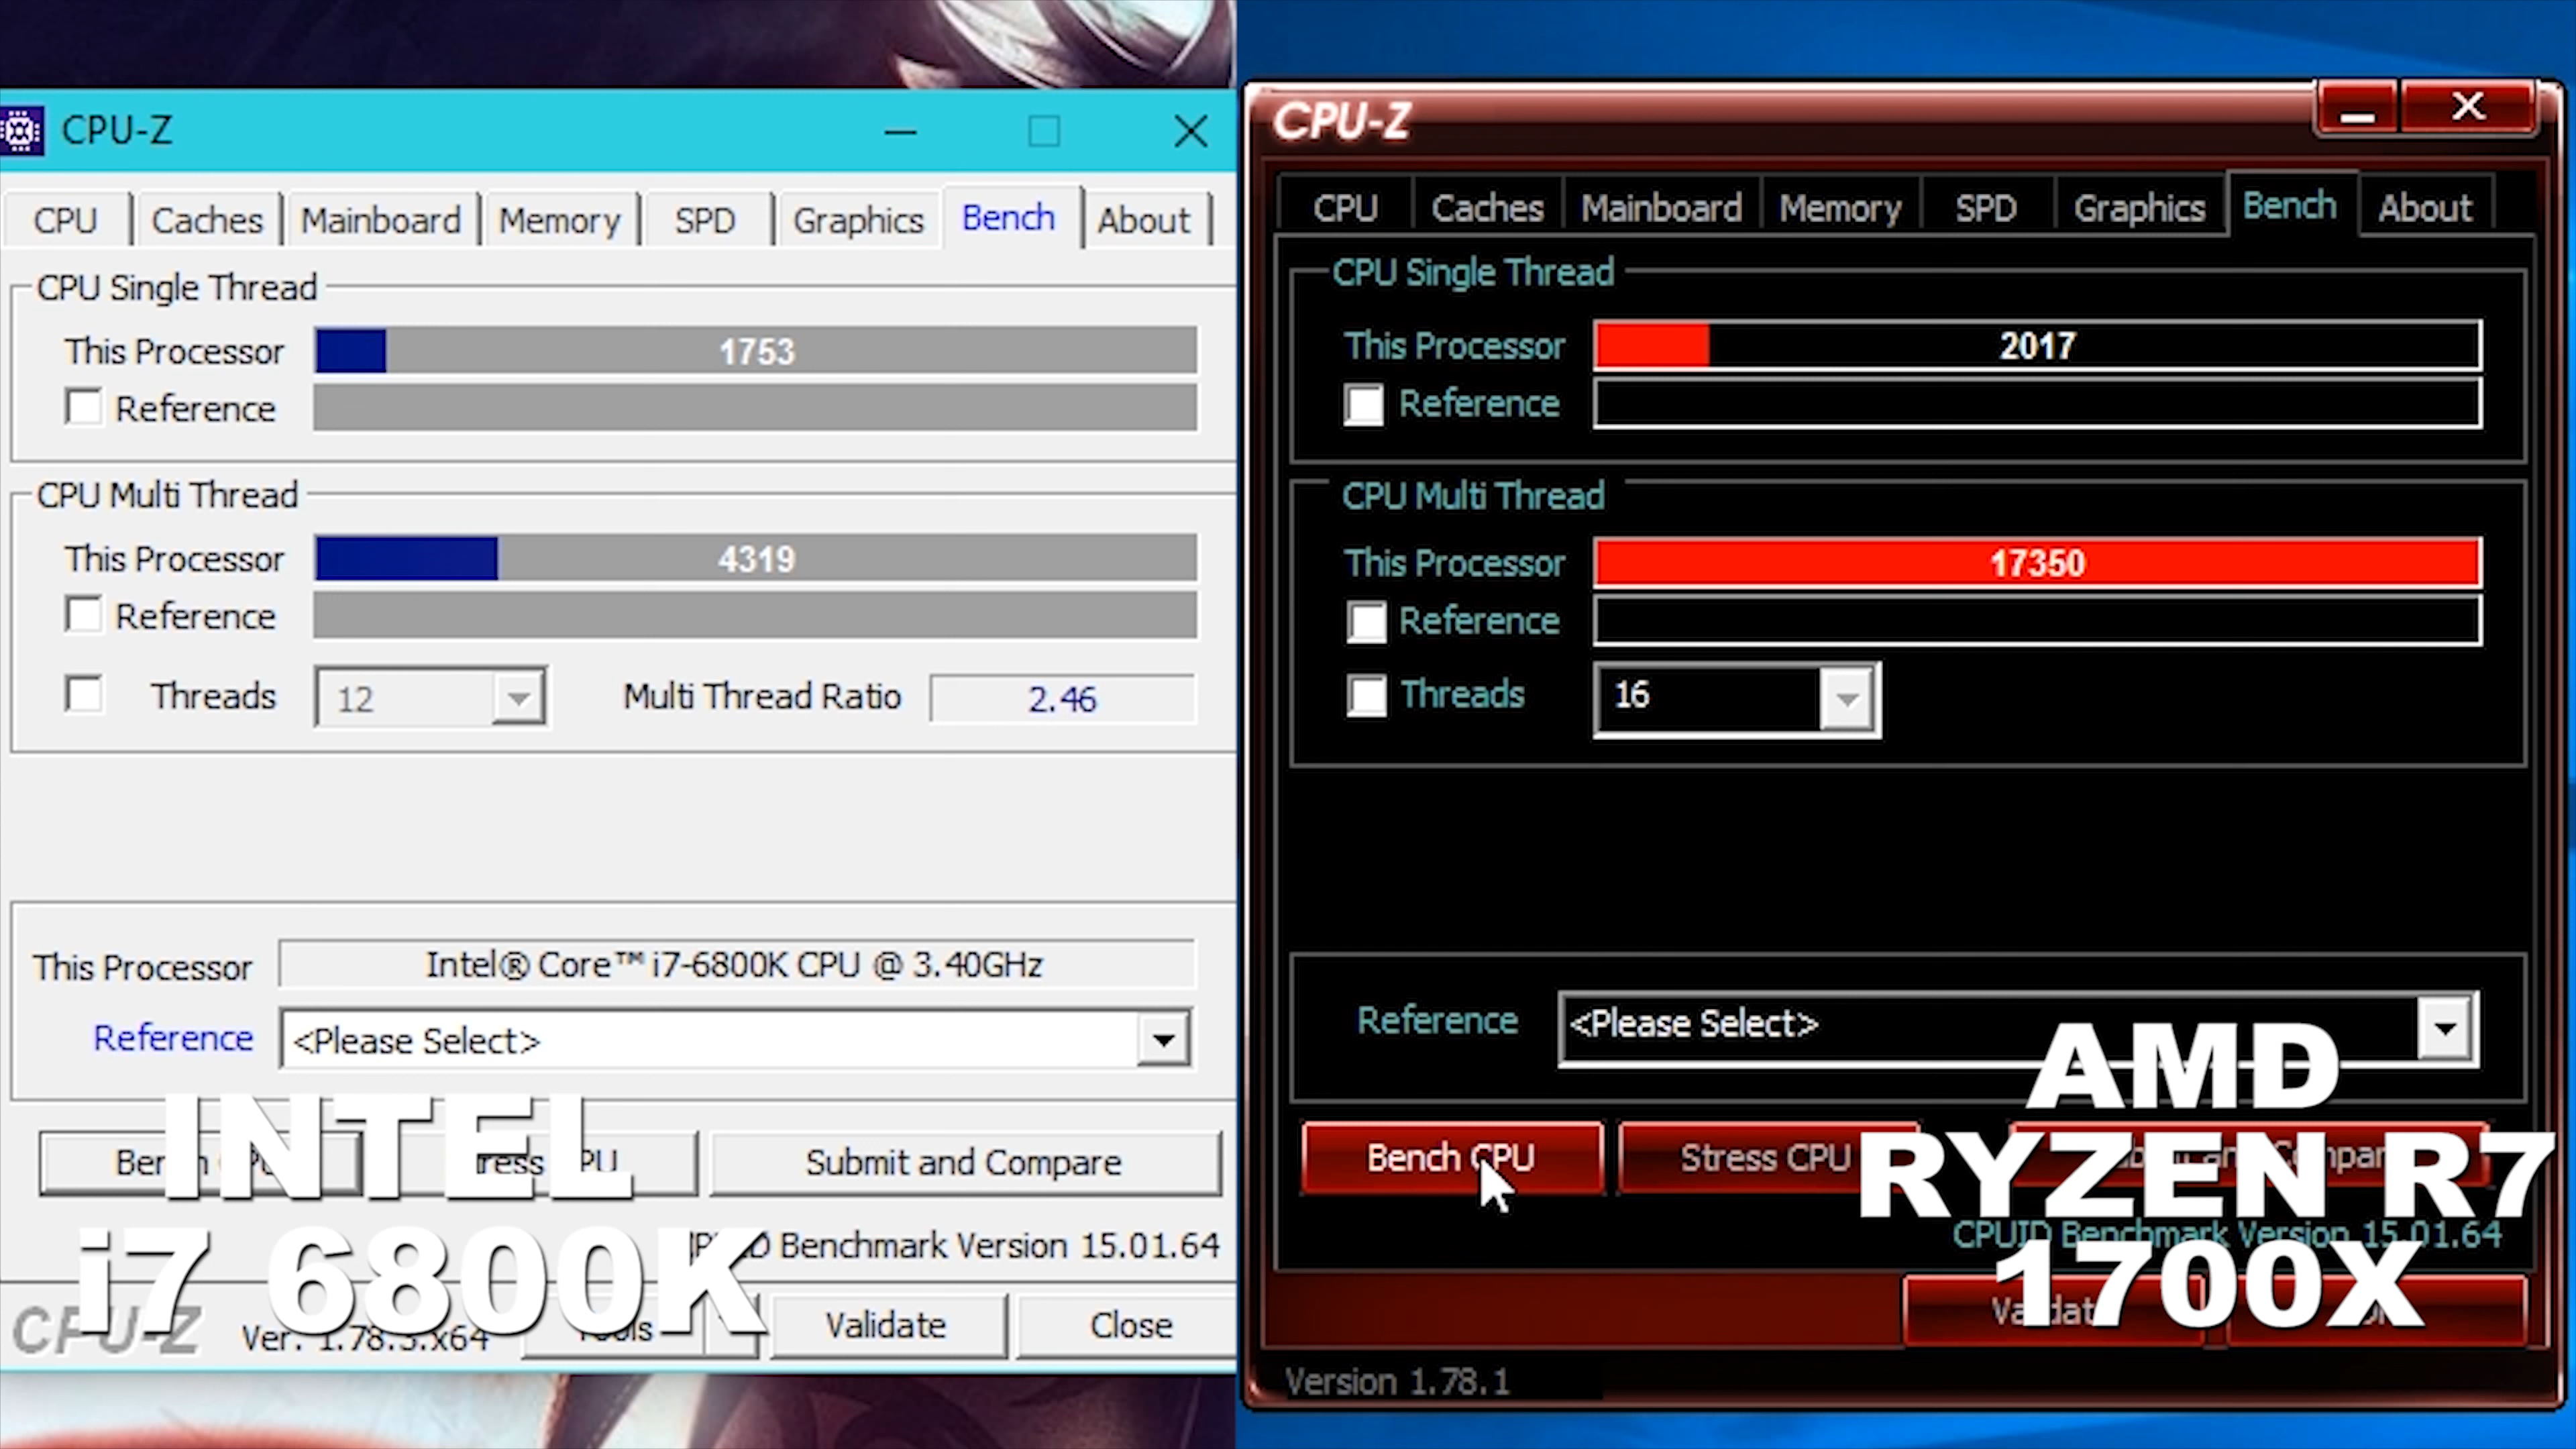 CPU-Z
CPU Caches Mainboard Memory SPD Graphics Bench About
CPU Single Thread
This Processor 1753
Reference
CPU Multi Thread
This Processor 4319
Reference
Threads 12 Multi Thread Ratio 2.46
This Processor Intel® Core™ i7-6800K CPU @ 3.40GHz
Reference <Please Select>
Submit and Compare
INTEL
i7 6800K
Benchmark Version 15.01.64
CPU-Z Ver. 1.78.3.x64 Tools Validate Close
CPU-Z
CPU Caches Mainboard Memory SPD Graphics Bench About
CPU Single Thread
This Processor 2017
Reference
CPU Multi Thread
This Processor 17350
Reference
Threads 16
Reference <Please Select>
Bench CPU Stress CPU
AMD
RYZEN R7
1700X
CPUID Benchmark Version 15.01.64
Version 1.78.1